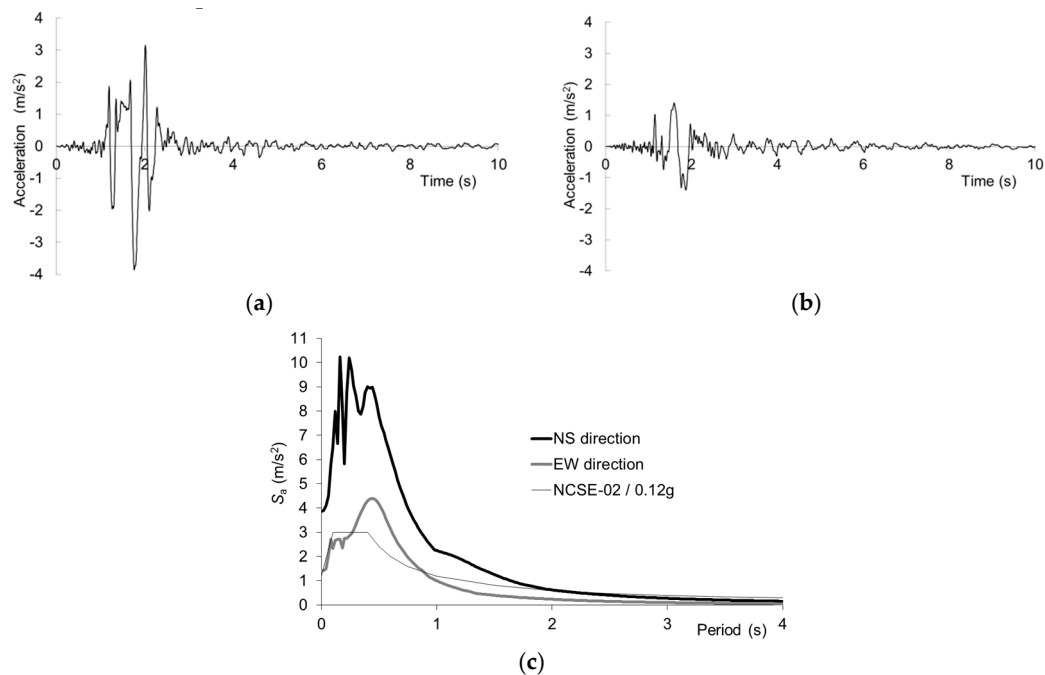 4
3
2
1
0
-1
-2
-3
-4
0 2 4 6 8 10
Acceleration (m/s²)
Time (s)
(a)
4
3
2
1
0
-1
-2
-3
-4
0 2 4 6 8 10
Acceleration (m/s²)
Time (s)
(b)
11
10
9
8
7
6
5
4
3
2
1
0
0 1 2 3 4
Sa (m/s²)
Period (s)
NS direction
EW direction
NCSE-02 / 0.12g
(c)